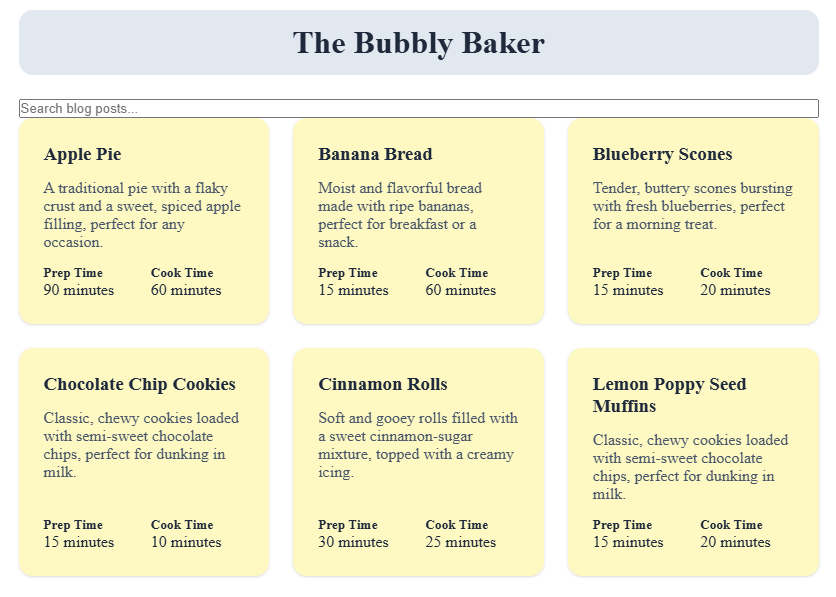 The Bubbly Baker
Search blog posts...
Apple Pie
A traditional pie with a flaky
crust and a sweet, spiced apple
filling, perfect for any
occasion.
Prep Time Cook Time
90 minutes 60 minutes
Banana Bread
Moist and flavorful bread
made with ripe bananas,
perfect for breakfast or a
snack.
Prep Time Cook Time
15 minutes 60 minutes
Blueberry Scones
Tender, buttery scones bursting
with fresh blueberries, perfect
for a morning treat.
Prep Time Cook Time
15 minutes 20 minutes
Chocolate Chip Cookies
Classic, chewy cookies loaded
with semi-sweet chocolate
chips, perfect for dunking in
milk.
Prep Time Cook Time
15 minutes 10 minutes
Cinnamon Rolls
Soft and gooey rolls filled with
a sweet cinnamon-sugar
mixture, topped with a creamy
icing.
Prep Time Cook Time
30 minutes 25 minutes
Lemon Poppy Seed
Muffins
Classic, chewy cookies loaded
with semi-sweet chocolate
chips, perfect for dunking in
milk.
Prep Time Cook Time
15 minutes 20 minutes